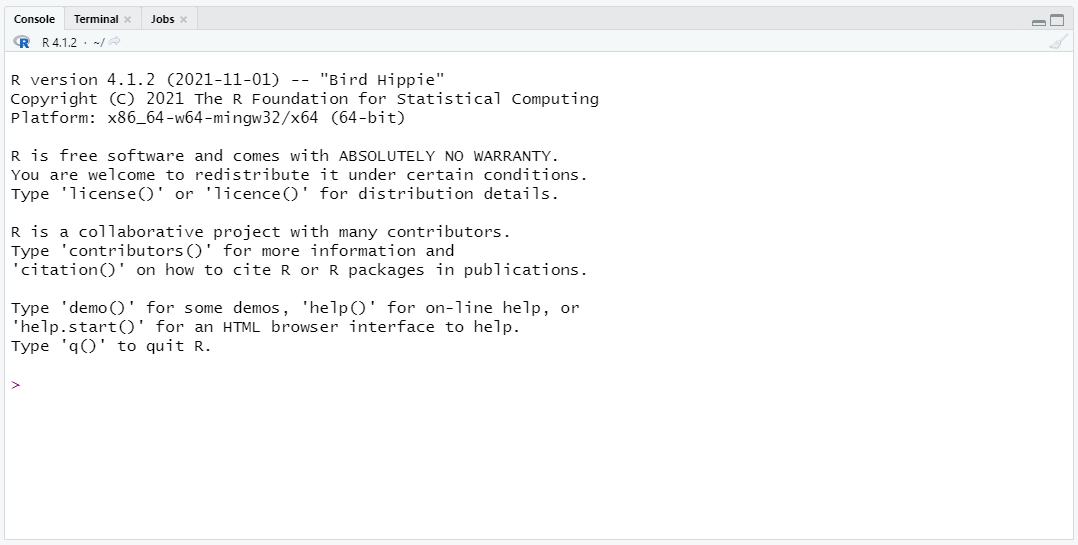 Console Terminal Jobs
R R 4.1.2 · ~/
R version 4.1.2 (2021-11-01) -- "Bird Hippie"
Copyright (C) 2021 The R Foundation for Statistical Computing
Platform: x86_64-w64-mingw32/x64 (64-bit)
R is free software and comes with ABSOLUTELY NO WARRANTY.
You are welcome to redistribute it under certain conditions.
Type 'license()' or 'licence()' for distribution details.
R is a collaborative project with many contributors.
Type 'contributors()' for more information and
'citation()' on how to cite R or R packages in publications.
Type 'demo()' for some demos, 'help()' for on-line help, or
'help.start()' for an HTML browser interface to help.
Type 'q()' to quit R.
>